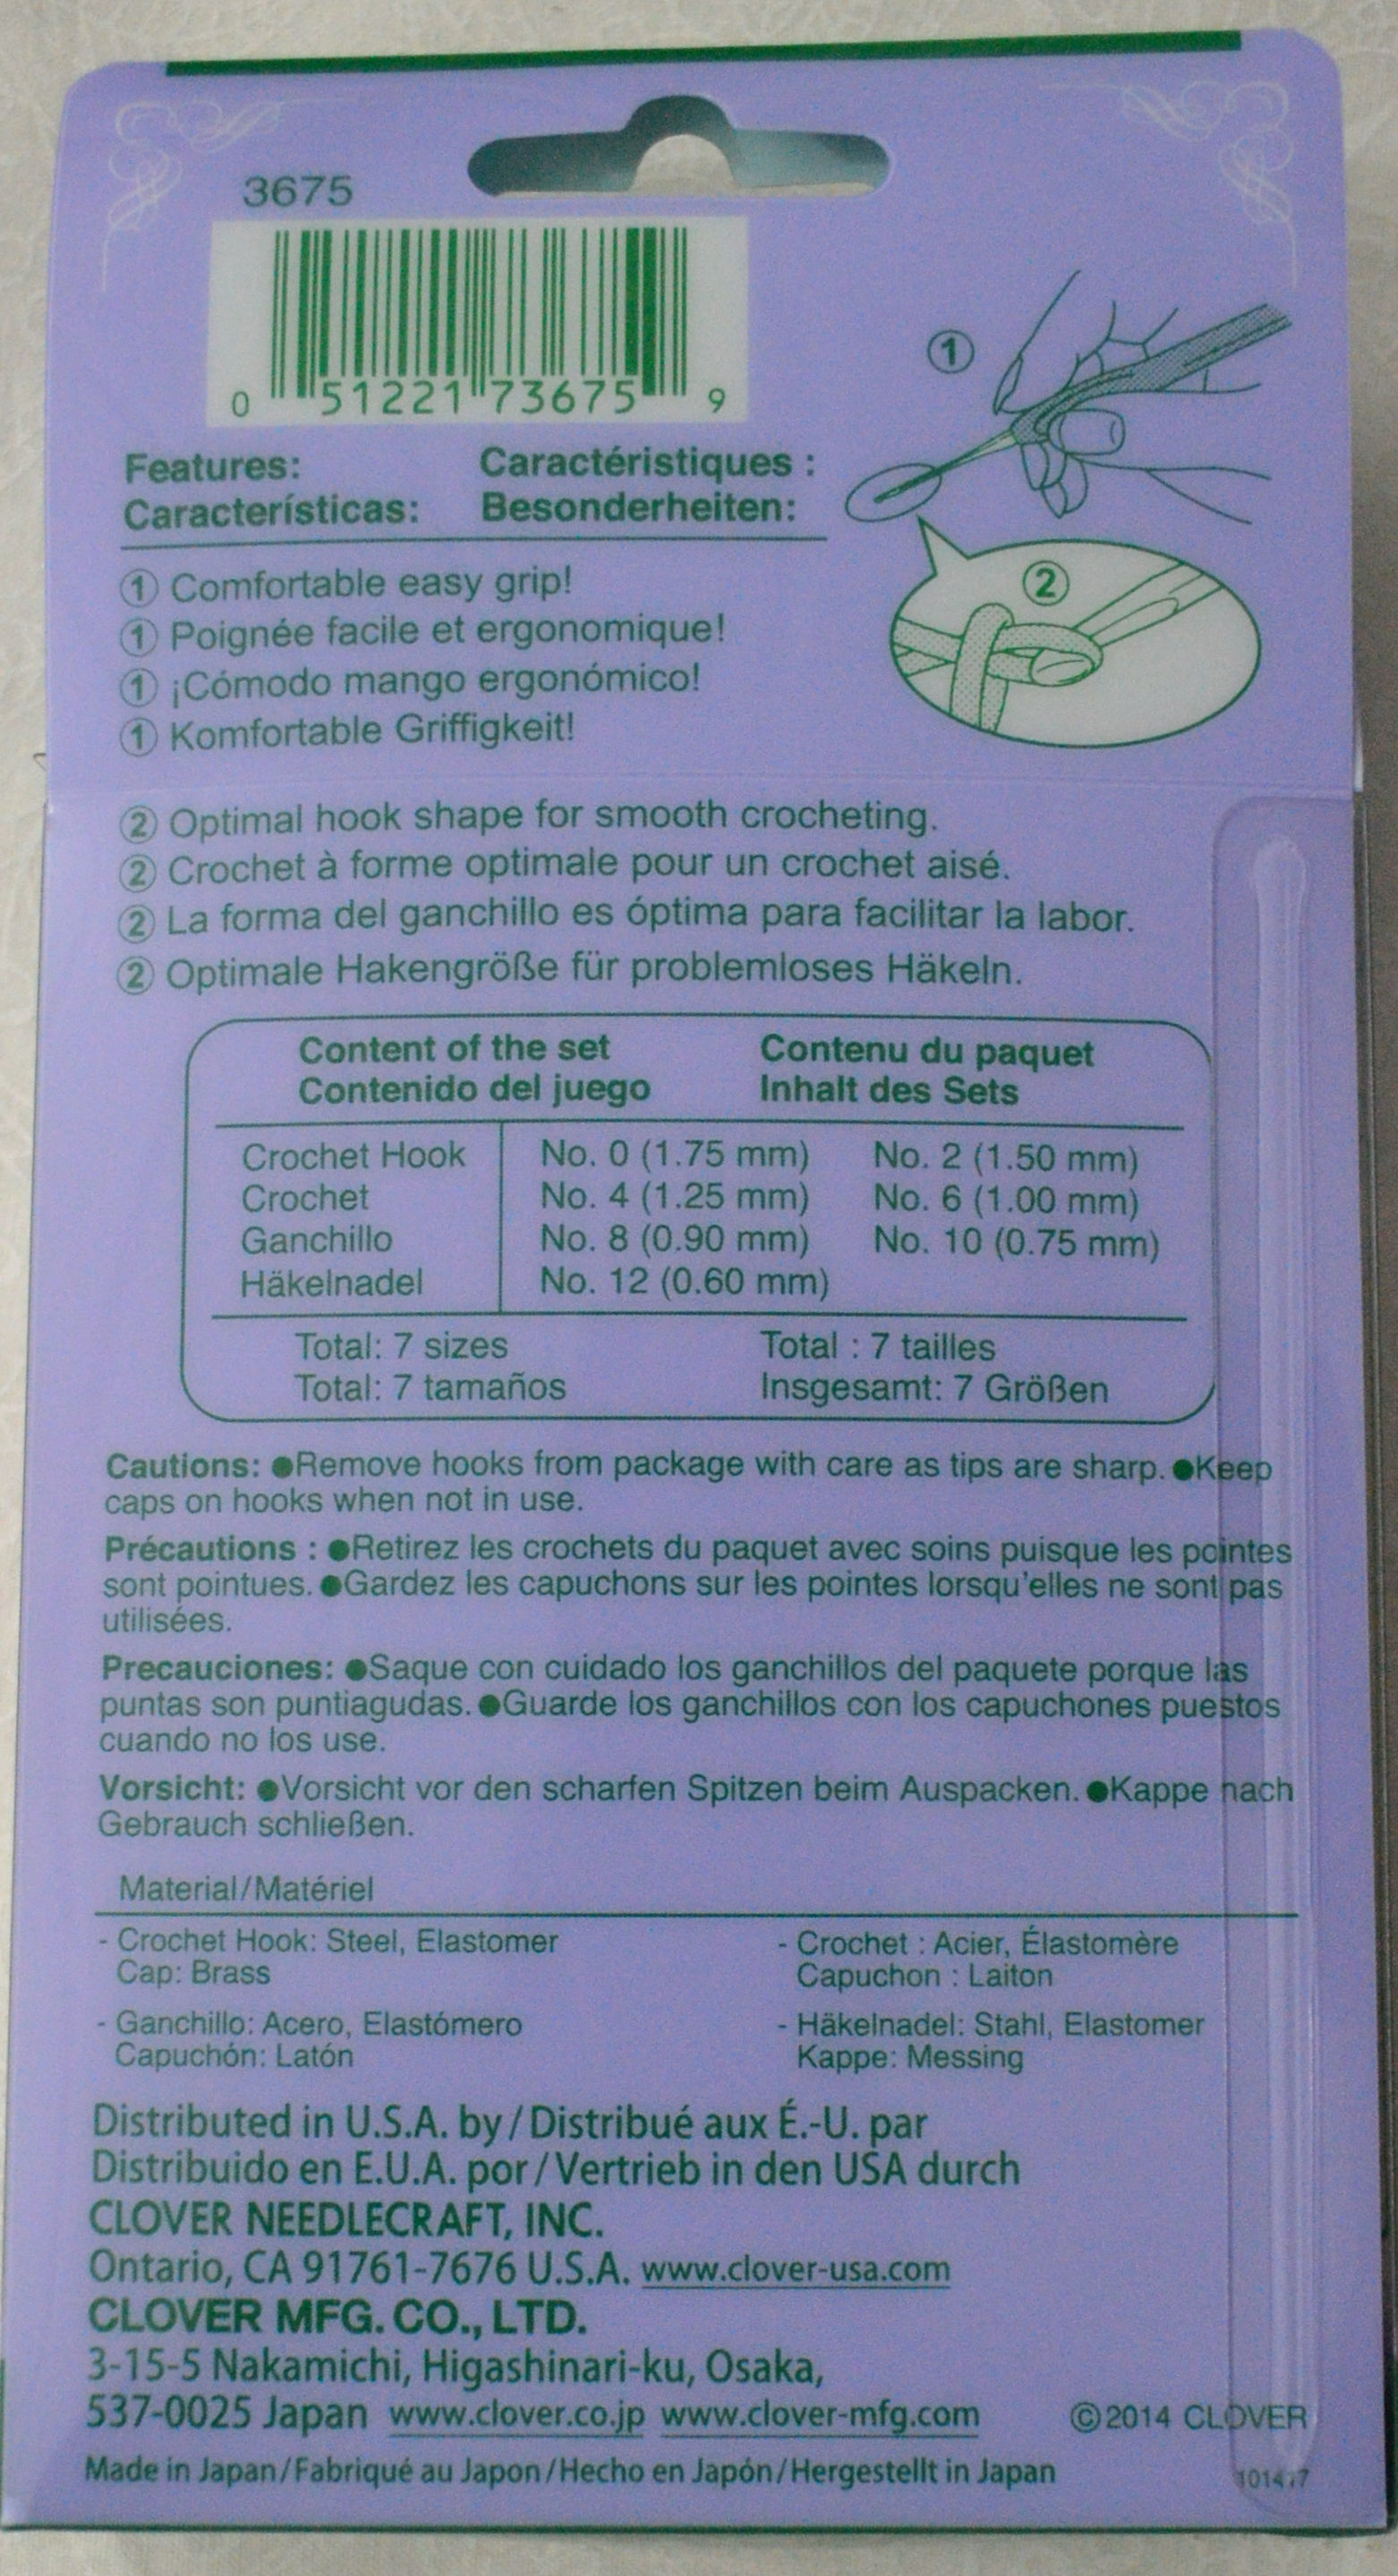 3675
0 51221 73675 9
①
②
Features: Caractéristiques :
Características: Besonderheiten:
① Comfortable easy grip!
① Poignée facile et ergonomique!
① ¡Cómodo mango ergonómico!
① Komfortable Griffigkeit!
② Optimal hook shape for smooth crocheting.
② Crochet à forme optimale pour un crochet aisé.
② La forma del ganchillo es óptima para facilitar la labor.
② Optimale Hakengröße für problemloses Häkeln.
Content of the set Contenu du paquet
Contenido del juego Inhalt des Sets
Crochet Hook No. 0 (1.75 mm) No. 2 (1.50 mm)
Crochet No. 4 (1.25 mm) No. 6 (1.00 mm)
Ganchillo No. 8 (0.90 mm) No. 10 (0.75 mm)
Häkelnadel No. 12 (0.60 mm)
Total: 7 sizes Total : 7 tailles
Total: 7 tamaños Insgesamt: 7 Größen
Cautions: ●Remove hooks from package with care as tips are sharp. ●Keep
caps on hooks when not in use.
Précautions : ●Retirez les crochets du paquet avec soins puisque les pointes
sont pointues. ●Gardez les capuchons sur les pointes lorsqu'elles ne sont pas
utilisées.
Precauciones: ●Saque con cuidado los ganchillos del paquete porque las
puntas son puntiagudas. ●Guarde los ganchillos con los capuchones puestos
cuando no los use.
Vorsicht: ●Vorsicht vor den scharfen Spitzen beim Auspacken. ●Kappe nach
Gebrauch schließen.
Material/Matériel
- Crochet Hook: Steel, Elastomer - Crochet : Acier, Élastomère
Cap: Brass Capuchon : Laiton
- Ganchillo: Acero, Elastómero - Häkelnadel: Stahl, Elastomer
Capuchón: Latón Kappe: Messing
Distributed in U.S.A. by/Distribué aux É.-U. par
Distribuido en E.U.A. por/Vertrieb in den USA durch
CLOVER NEEDLECRAFT, INC.
Ontario, CA 91761-7676 U.S.A. www.clover-usa.com
CLOVER MFG. CO., LTD.
3-15-5 Nakamichi, Higashinari-ku, Osaka,
537-0025 Japan www.clover.co.jp www.clover-mfg.com ©2014 CLOVER
Made in Japan/Fabriqué au Japon/Hecho en Japón/Hergestellt in Japan